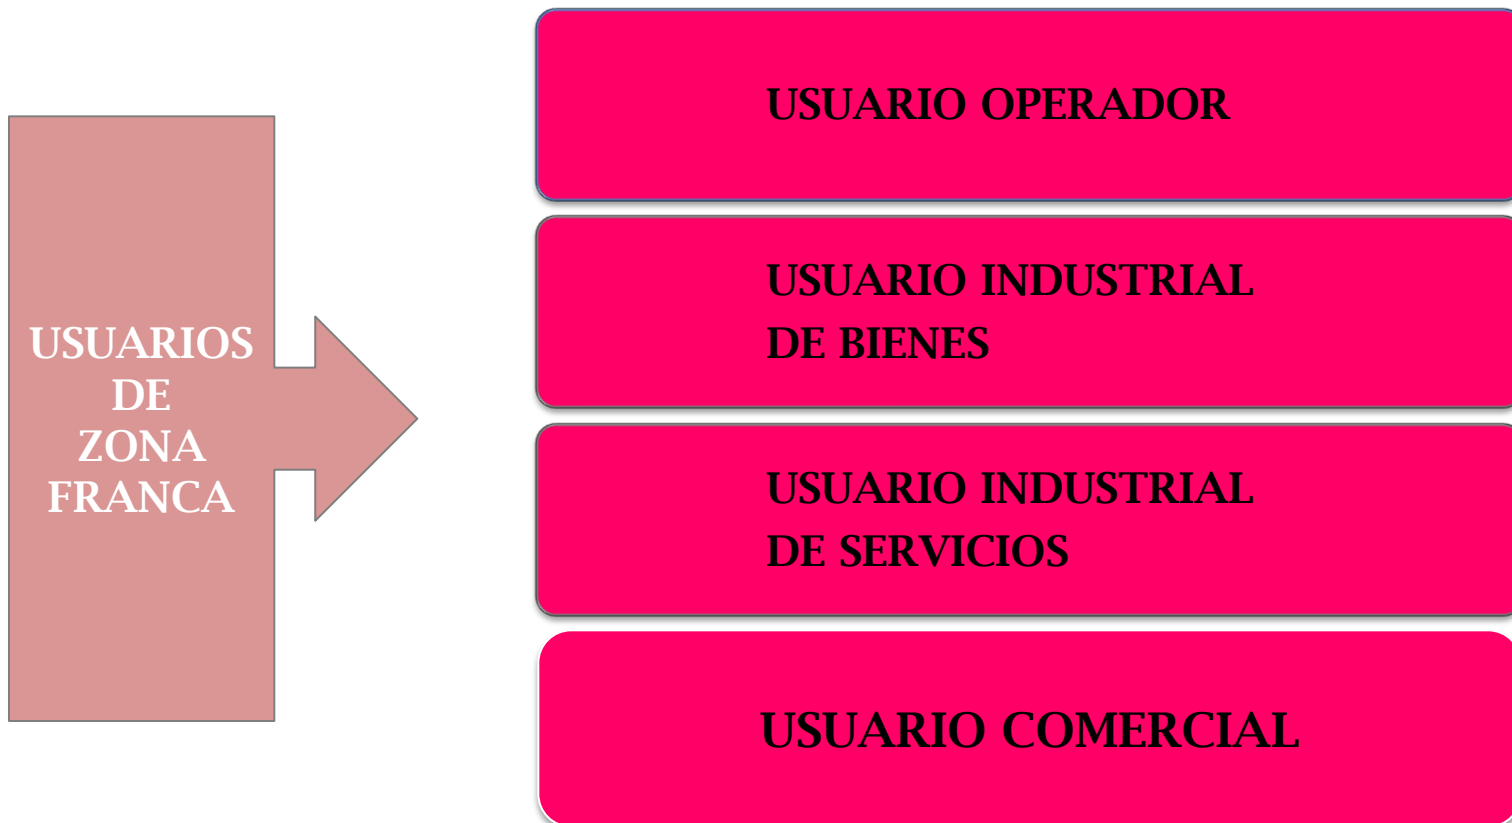 USUARIOS
DE
ZONA
FRANCA
USUARIO OPERADOR
USUARIO INDUSTRIAL
DE BIENES
USUARIO INDUSTRIAL
DE SERVICIOS
USUARIO COMERCIAL